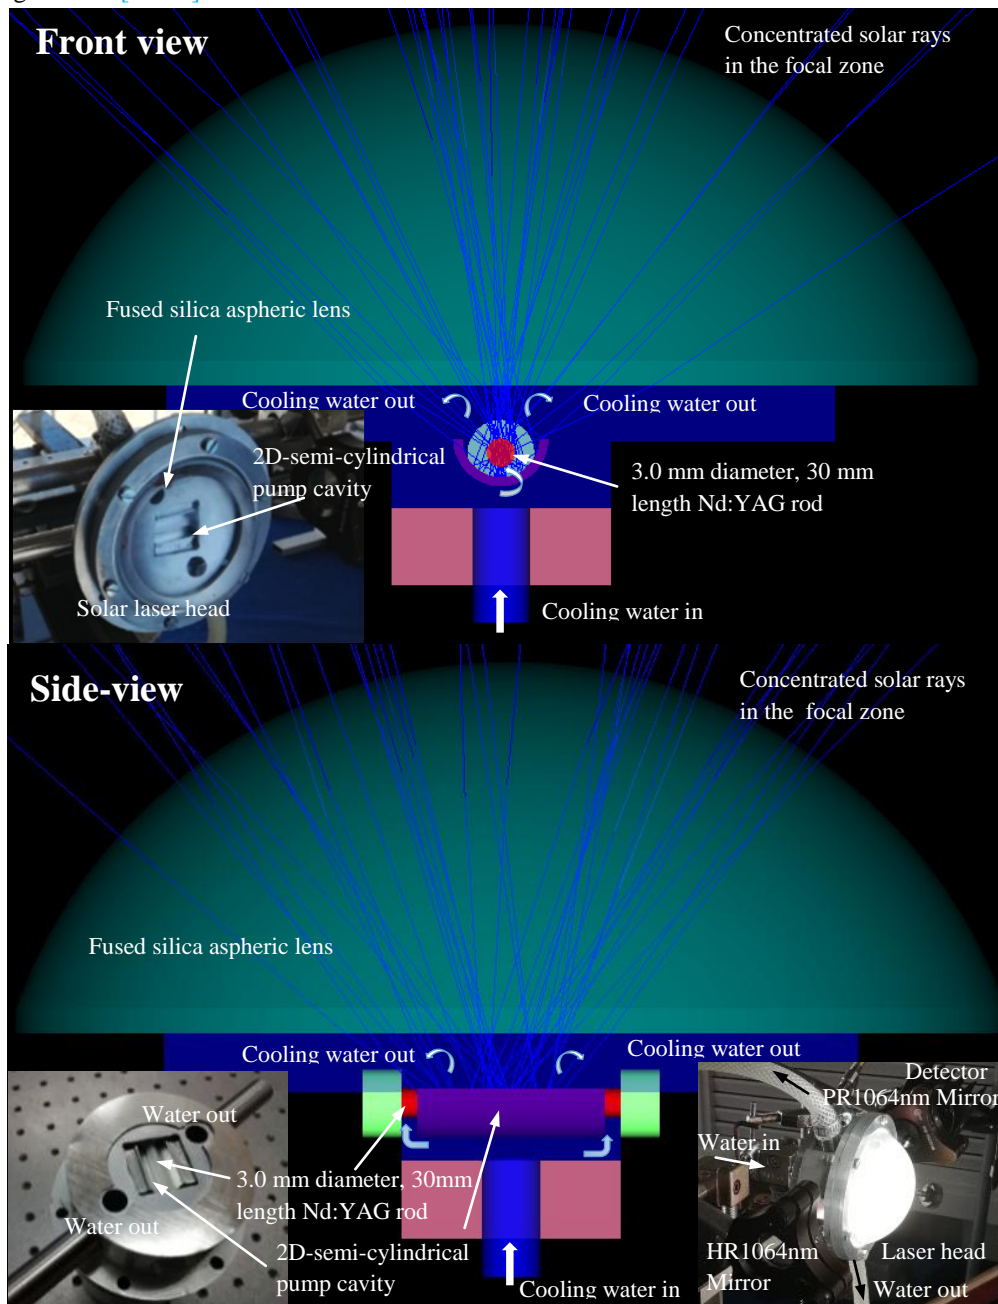 Front view
Concentrated solar rays
in the focal zone
Fused silica aspheric lens
Cooling water out
Cooling water out
2D-semi-cylindrical
pump cavity
3.0 mm diameter, 30 mm
length Nd:YAG rod
Solar laser head
Cooling water in
Side-view
Concentrated solar rays
in the focal zone
Fused silica aspheric lens
Cooling water out
Cooling water out
Detector
PR1064nm Mirror
Water out
Water in
3.0 mm diameter, 30mm
length Nd:YAG rod
Water out
2D-semi-cylindrical
pump cavity
HR1064nm
Mirror
Laser head
Cooling water in
Water out